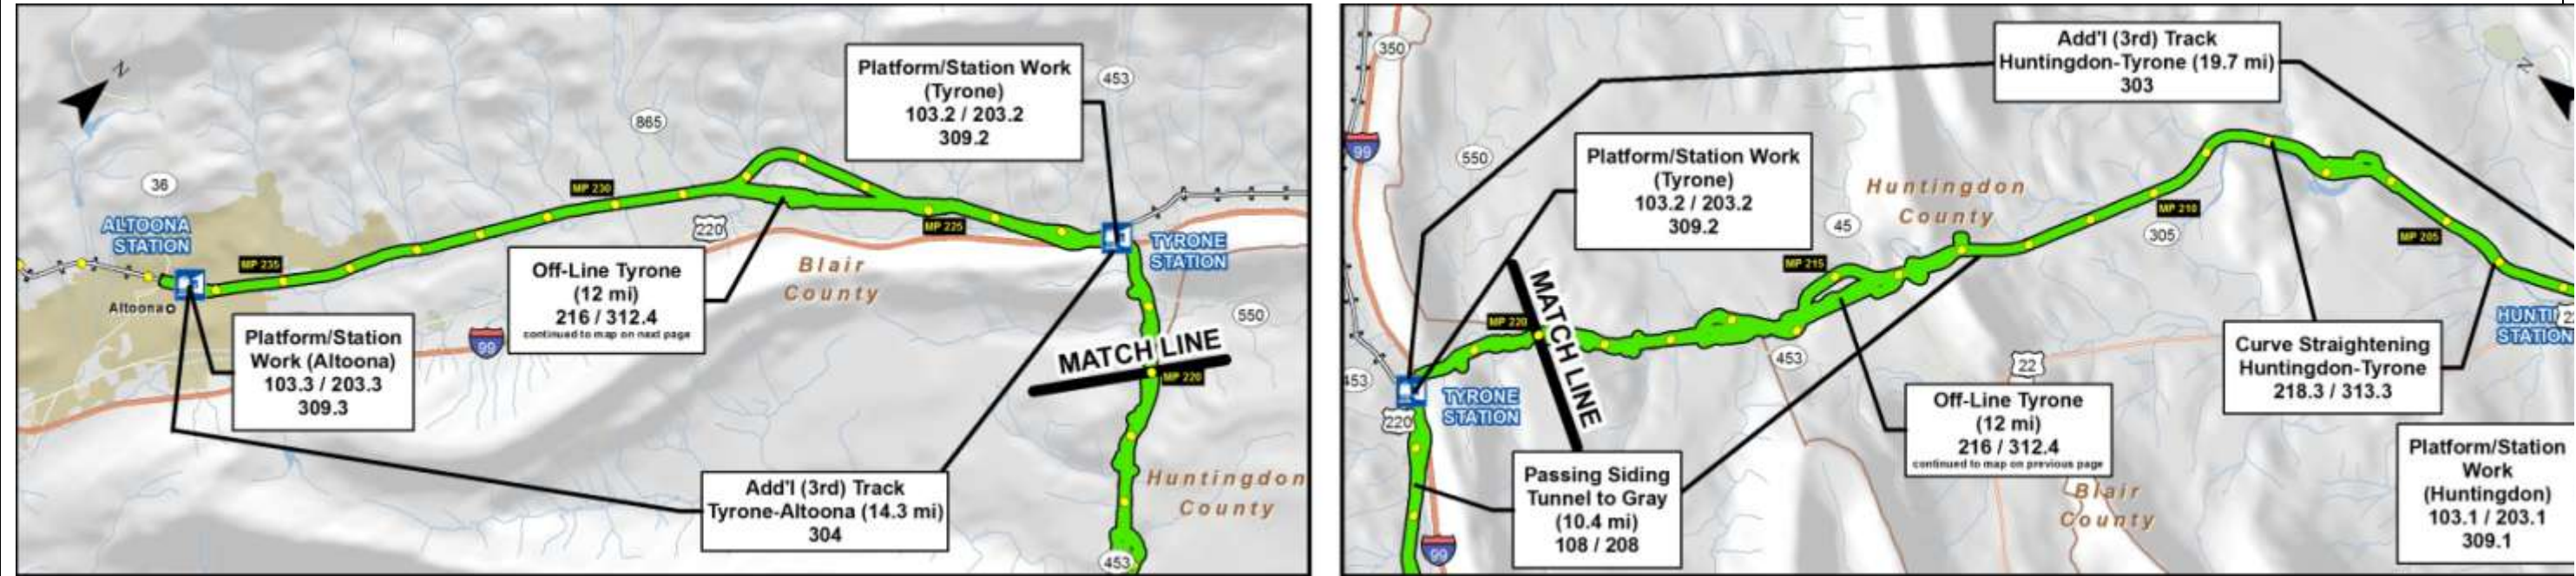 N
453
Platform/Station Work
(Tyrone)
103.2 / 203.2
309.2
865
36
MP 230
ALTOONA
STATION
220
MP 225
TYRONE
STATION
MP 235
Off-Line Tyrone
(12 mi)
216 / 312.4
continued to map on next page
Blair
County
Altoona
550
Platform/Station
Work (Altoona)
103.3 / 203.3
309.3
99
MATCH LINE
MP 220
Huntingdon
County
Add'l (3rd) Track
Tyrone-Altoona (14.3 mi)
304
453
350
Add'l (3rd) Track
Huntingdon-Tyrone (19.7 mi)
303
N
99
550
Platform/Station Work
(Tyrone)
103.2 / 203.2
309.2
Huntingdon
County
45
MP 210
305
MP 205
MP 215
MATCH LINE
MP 220
HUNTI
STATION
453
453
22
Curve Straightening
Huntingdon-Tyrone
218.3 / 313.3
TYRONE
STATION
220
Off-Line Tyrone
(12 mi)
216 / 312.4
continued to map on previous page
Passing Siding
Tunnel to Gray
(10.4 mi)
108 / 208
Blair
County
Platform/Station
Work
(Huntingdon)
103.1 / 203.1
309.1
99